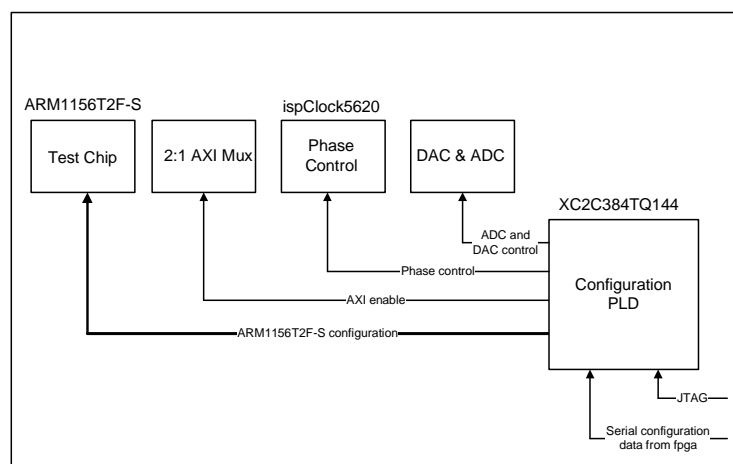 ARM1156T2F-S
ispClock5620
Test Chip
2:1 AXI Mux
Phase
Control
DAC & ADC
XC2C384TQ144
ADC and
DAC control
Phase control
Configuration
PLD
AXI enable
ARM1156T2F-S configuration
JTAG
Serial configuration
data from fpga